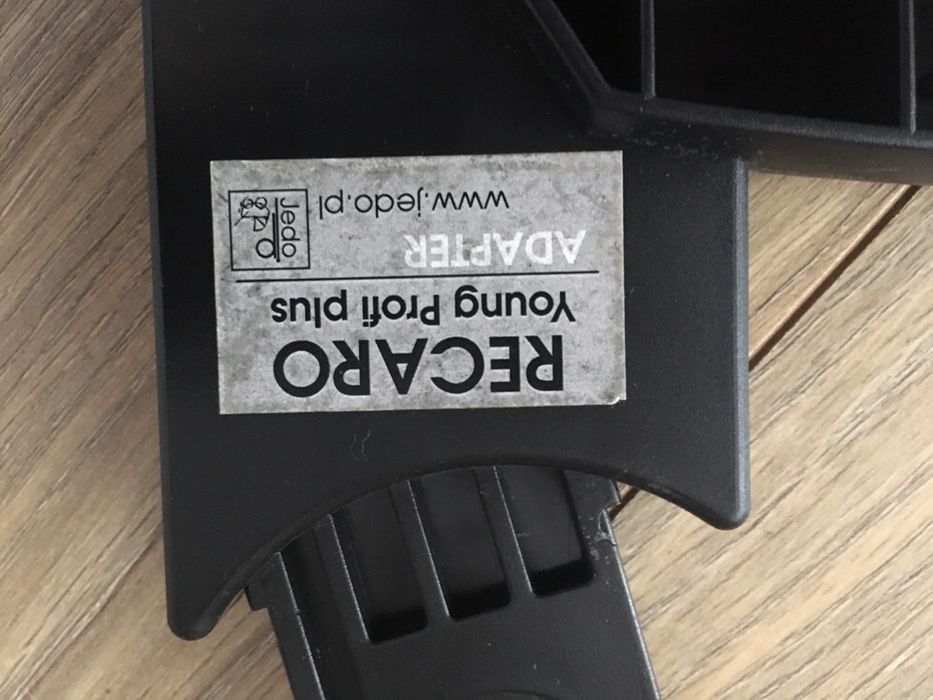 RECARO
Young Profi plus
ADAPTER
www.jedo.pl
Jedo